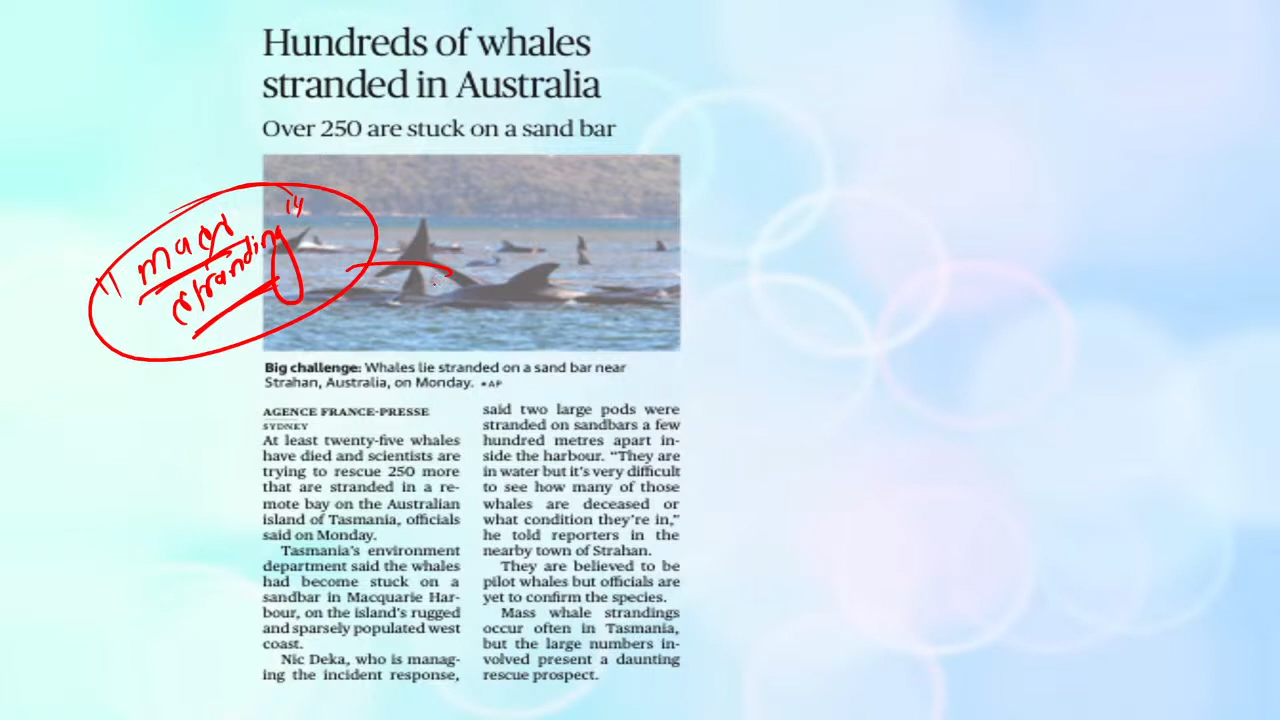 Hundreds of whales
stranded in Australia
Over 250 are stuck on a sand bar
"mass
stranding"
Big challenge: Whales lie stranded on a sand bar near
Strahan, Australia, on Monday. •AP
AGENCE FRANCE-PRESSE
SYDNEY
At least twenty-five whales
have died and scientists are
trying to rescue 250 more
that are stranded in a re-
mote bay on the Australian
island of Tasmania, officials
said on Monday.
Tasmania's environment
department said the whales
had become stuck on a
sandbar in Macquarie Har-
bour, on the island's rugged
and sparsely populated west
coast.
Nic Deka, who is manag-
ing the incident response,
said two large pods were
stranded on sandbars a few
hundred metres apart in-
side the harbour. "They are
in water but it's very difficult
to see how many of those
whales are deceased or
what condition they're in,"
he told reporters in the
nearby town of Strahan.
They are believed to be
pilot whales but officials are
yet to confirm the species.
Mass whale strandings
occur often in Tasmania,
but the large numbers in-
volved present a daunting
rescue prospect.